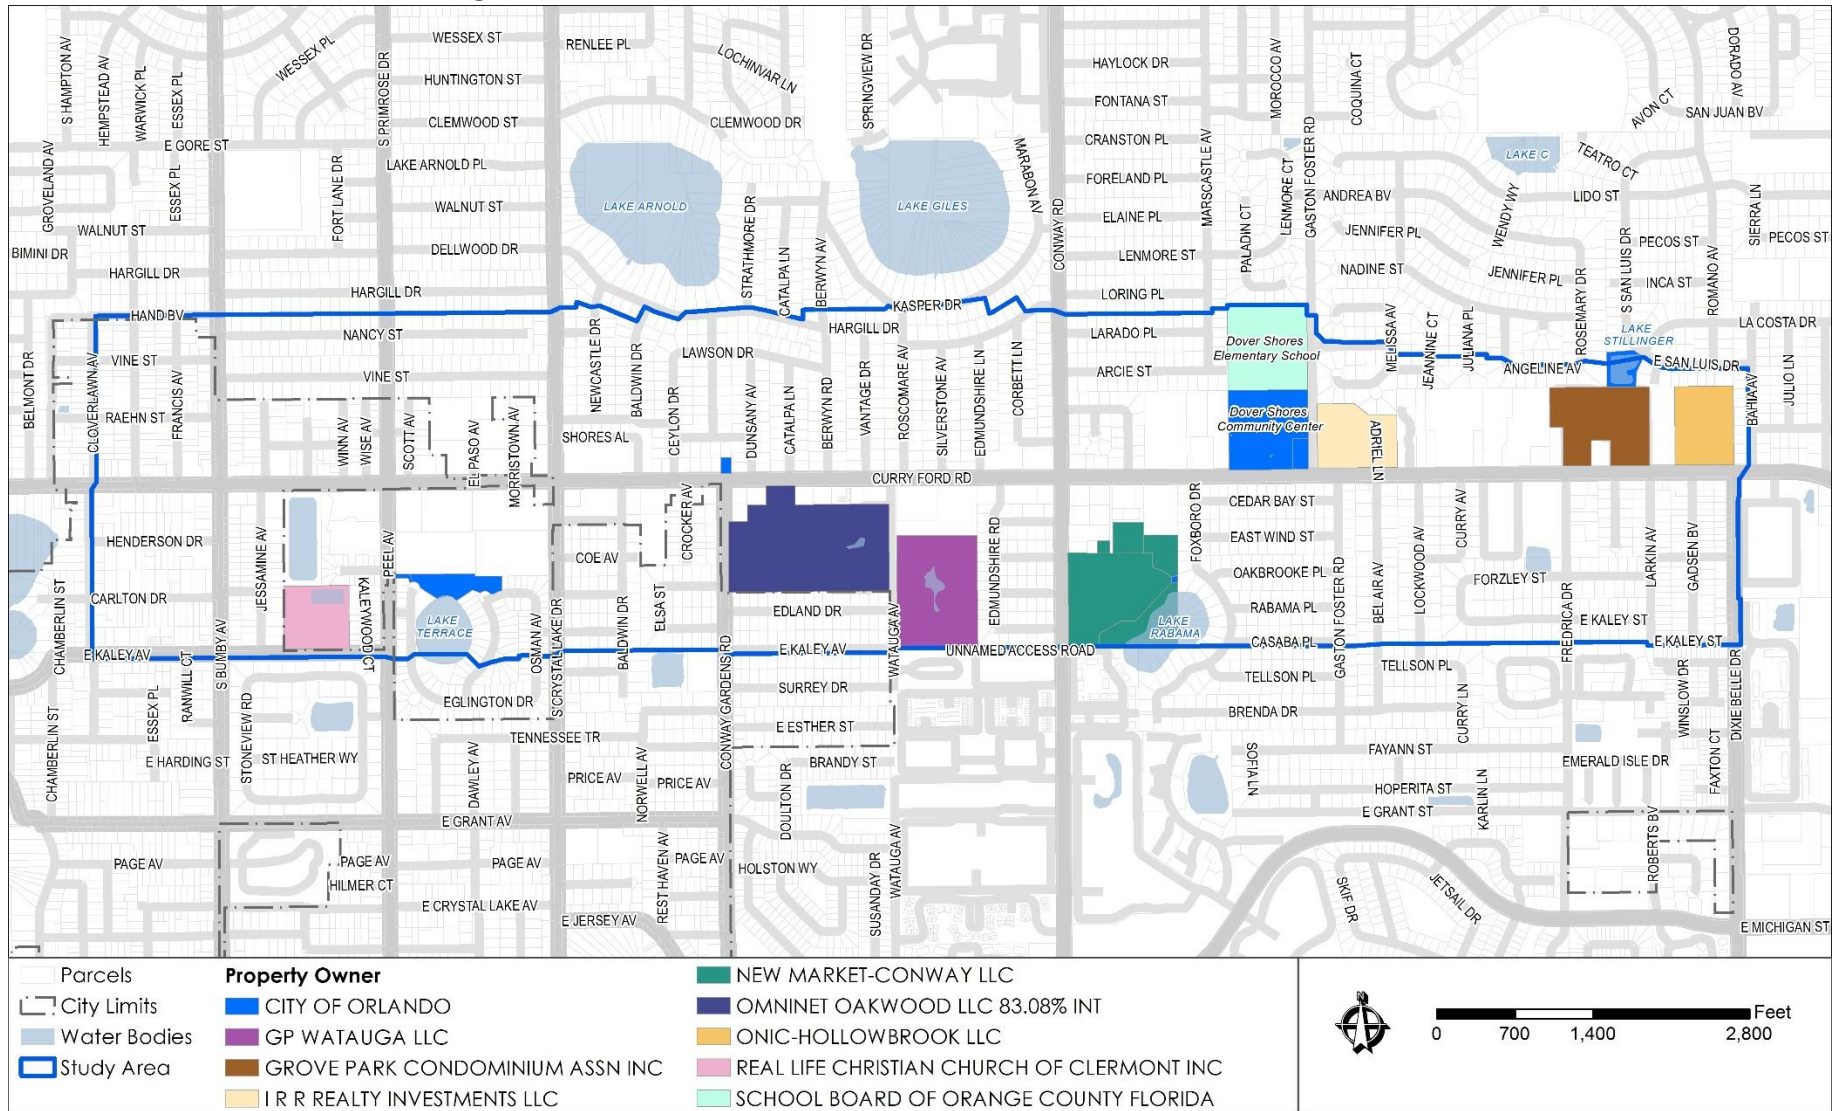 WESSEX ST
RENLEE PL
S HAMPTON AV
HEMPSTEAD AV
WARWICK PL
ESSEX PL
WESSEX PL
S PRIMROSE DR
HUNTINGTON ST
LOCHINVAR LN
SPRINGVIEW DR
HAYLOCK DR
MOROCCO AV
COQUINA CT
DORADO AV
FONTANA ST
AVON CT
SAN JUAN BV
CLEMWOOD ST
CLEMWOOD DR
CRANSTON PL
E GORE ST
GROVELAND AV
ESSEX PL
FORT LANE DR
LAKE ARNOLD PL
MARABON AV
FORELAND PL
MARSCASTLE AV
LENMORE CT
GASTON FOSTER RD
LAKE C
TEATRO CT
ANDREA BV
LIDO ST
WALNUT ST
LAKE ARNOLD
LAKE GILES
ELAINE PL
WENDY WY
SIERRA LN
WALNUT ST
JENNIFER PL
PECOS ST
PECOS ST
BIMINI DR
DELLWOOD DR
STRATHMORE DR
CATALPA LN
BERWYN AV
CONWAY RD
LENMORE ST
PALADIN CT
HARGILL DR
NADINE ST
JENNIFER PL
INCA ST
ROMANO AV
S SAN LUIS DR
ROSEMARY DR
HARGILL DR
KASPER DR
LORING PL
HAND BV
NANCY ST
HARGILL DR
LARADO PL
LA COSTA DR
BELMONT DR
CLOVERLAWN AV
VINE ST
VINE ST
NEWCASTLE DR
BALDWIN DR
LAWSON DR
Dover Shores
Elementary School
MELISSA AV
JEANNINE CT
JULIANA PL
LAKE
STILLINGER
ANGELINE AV
E SAN LUIS DR
ARCIE ST
FRANCIS AV
CEYLON DR
DUNSANY AV
CATALPA LN
BERWYN RD
VANTAGE DR
ROSCOMARE AV
SILVERSTONE AV
EDMUNDSHIRE LN
CORBETT LN
BAHIA AV
JULIO LN
RAEHN ST
WINN AV
WISE AV
SCOTT AV
EL PASO AV
MORRISTOWN AV
SHORES AL
Dover Shores
Community Center
ADRIEL LN
CURRY FORD RD
CROCKER AV
CEDAR BAY ST
HENDERSON DR
JESSAMINE AV
PEEL AV
COE AV
EDMUNDSHIRE RD
FOXBORO DR
EAST WIND ST
CURRY AV
LARKIN AV
GADSEN BV
CHAMBERLIN ST
CARLTON DR
KALEYWOOD CT
LAKE
TERRACE
ELSA ST
EDLAND DR
OAKBROOKE PL
GASTON FOSTER RD
BEL AIR AV
LOCKWOOD AV
FORZLEY ST
RABAMA PL
LAKE
RABAMA
FREDRICA DR
E KALEY ST
E KALEY AV
S BUMBY AV
OSMAN AV
S CRYSTAL LAKE DR
BALDWIN DR
E KALEY AV
WATAUGA AV
UNNAMED ACCESS ROAD
CASABA PL
E KALEY ST
TELLSON PL
ESSEX PL
RANWILL CT
STONEVIEW RD
EGLINGTON DR
CONWAY GARDENS RD
SURREY DR
TELLSON PL
WINSLOW DR
DIXIE BELLE DR
CHAMBERLIN ST
BRENDA DR
CURRY LN
E ESTHER ST
TENNESSEE TR
E HARDING ST
ST HEATHER WY
DAWLEY AV
BRANDY ST
SOFIA LN
FAYANN ST
EMERALD ISLE DR
FAXTON CT
PRICE AV
NORWELL AV
PRICE AV
DOULTON DR
HOPERITA ST
KARLIN LN
E GRANT AV
E GRANT ST
ROBERTS BV
PAGE AV
PAGE AV
PAGE AV
REST HAVEN AV
PAGE AV
HOLSTON WY
SUSANDAY DR
WATAUGA AV
HILMER CT
SKIF DR
JETSAIL DR
E CRYSTAL LAKE AV
E JERSEY AV
E MICHIGAN ST
Parcels
City Limits
Water Bodies
Study Area
Property Owner
CITY OF ORLANDO
GP WATAUGA LLC
GROVE PARK CONDOMINIUM ASSN INC
I R R REALTY INVESTMENTS LLC
NEW MARKET-CONWAY LLC
OMNINET OAKWOOD LLC 83.08% INT
ONIC-HOLLOWBROOK LLC
REAL LIFE CHRISTIAN CHURCH OF CLERMONT INC
SCHOOL BOARD OF ORANGE COUNTY FLORIDA
N
Feet
0 700 1,400 2,800